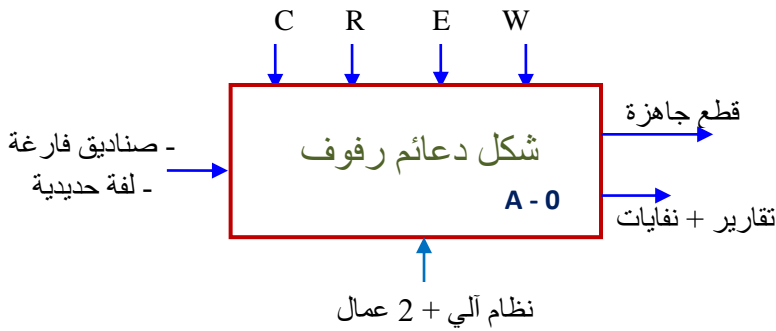 C R E W
قطع جاهزة
شكل دعائم رفوف
- صناديق فارغة
- لفة حديدية
A - 0
تقارير + نفايات
نظام آلي + 2 عمال